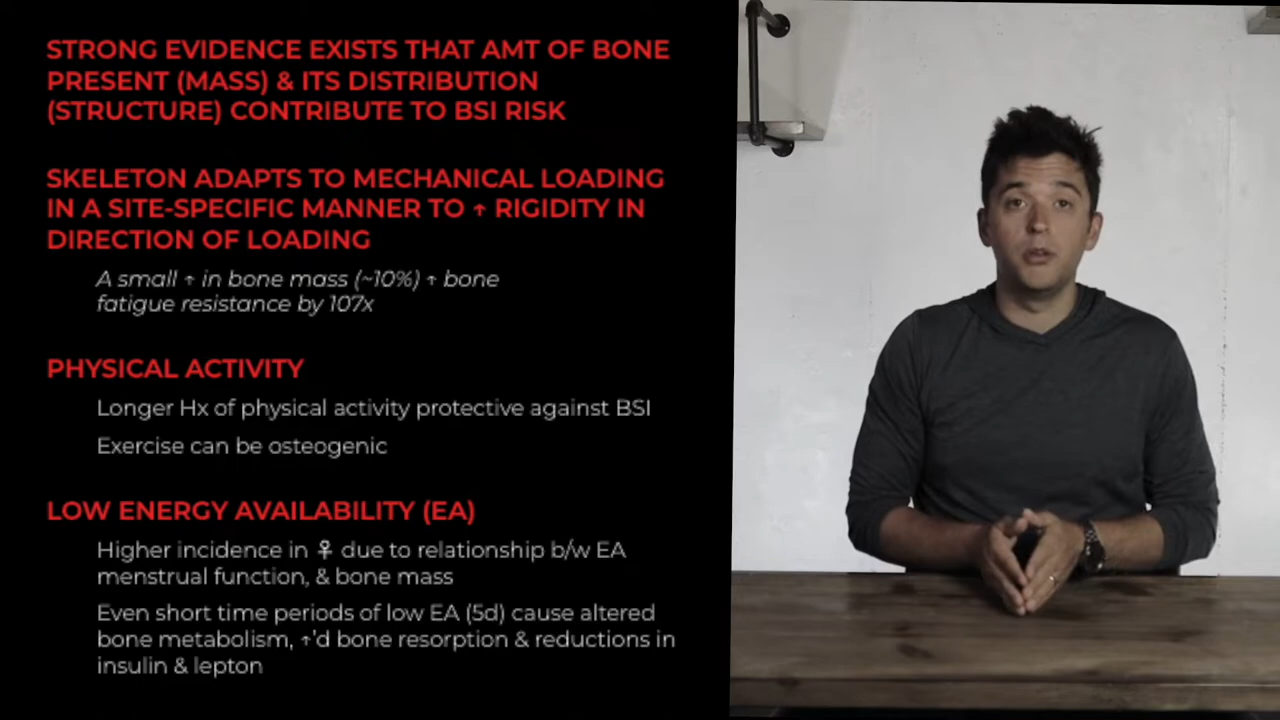 STRONG EVIDENCE EXISTS THAT AMT OF BONE
PRESENT (MASS) & ITS DISTRIBUTION
(STRUCTURE) CONTRIBUTE TO BSI RISK
SKELETON ADAPTS TO MECHANICAL LOADING
IN A SITE-SPECIFIC MANNER TO ↑ RIGIDITY IN
DIRECTION OF LOADING
A small ↑ in bone mass (~10%) ↑ bone
fatigue resistance by 107x
PHYSICAL ACTIVITY
Longer Hx of physical activity protective against BSI
Exercise can be osteogenic
LOW ENERGY AVAILABILITY (EA)
Higher incidence in ♀ due to relationship b/w EA
menstrual function, & bone mass
Even short time periods of low EA (5d) cause altered
bone metabolism, ↑'d bone resorption & reductions in
insulin & lepton